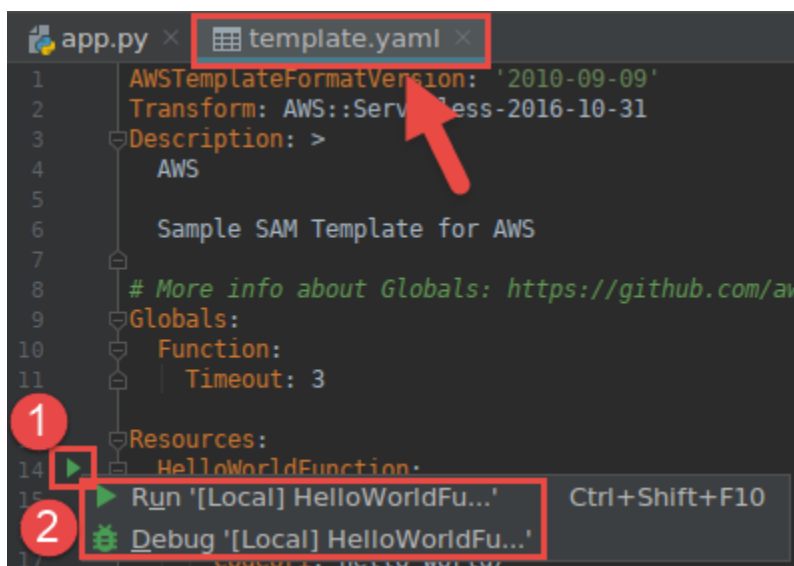 app.py × template.yaml ×
1 AWSTemplateFormatVersion: '2010-09-09'
2 Transform: AWS::Serverless-2016-10-31
3 Description: >
4 AWS
5
6 Sample SAM Template for AWS
7
8 # More info about Globals: https://github.com/aw
9 Globals:
10 Function:
11 Timeout: 3
1
Resources:
14 HelloWorldFunction:
15 Run '[Local] HelloWorldFu...' Ctrl+Shift+F10
2 Debug '[Local] HelloWorldFu...'
17